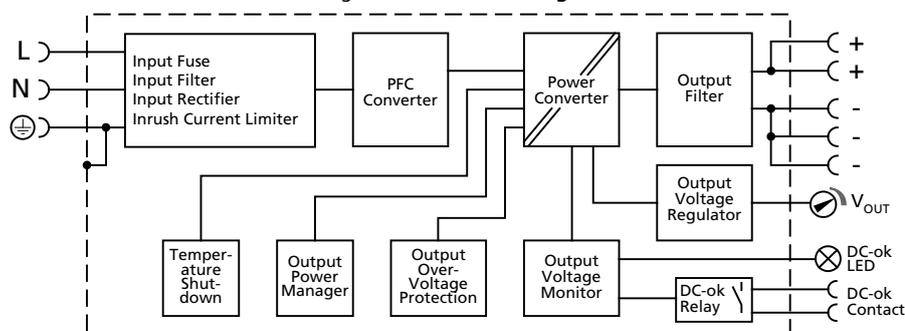 L
N
Input Fuse
Input Filter
Input Rectifier
Inrush Current Limiter
PFC
Converter
Power
Converter
Output
Filter
+
+
-
-
-
Output
Voltage
Regulator
VOUT
Temper-
ature
Shut-
down
Output
Power
Manager
Output
Over-
Voltage
Protection
Output
Voltage
Monitor
DC-ok
Relay
DC-ok
LED
DC-ok
Contact